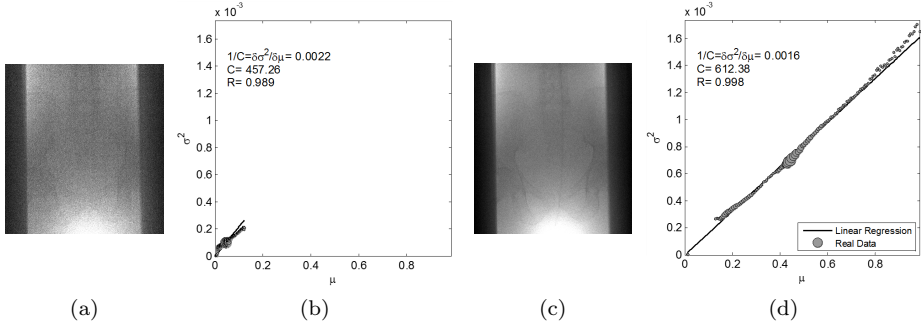 x 10⁻³
1.6
1.4
1.2
1
0.8
0.6
0.4
0.2
0
σ²
1/C=δσ²/δμ= 0.0022
C= 457.26
R= 0.989
0 0.2 0.4 0.6 0.8
μ
x 10⁻³
1.6
1.4
1.2
1
0.8
0.6
0.4
0.2
0
σ²
1/C=δσ²/δμ= 0.0016
C= 612.38
R= 0.998
Linear Regression
Real Data
0 0.2 0.4 0.6 0.8
μ
(a) (b) (c) (d)